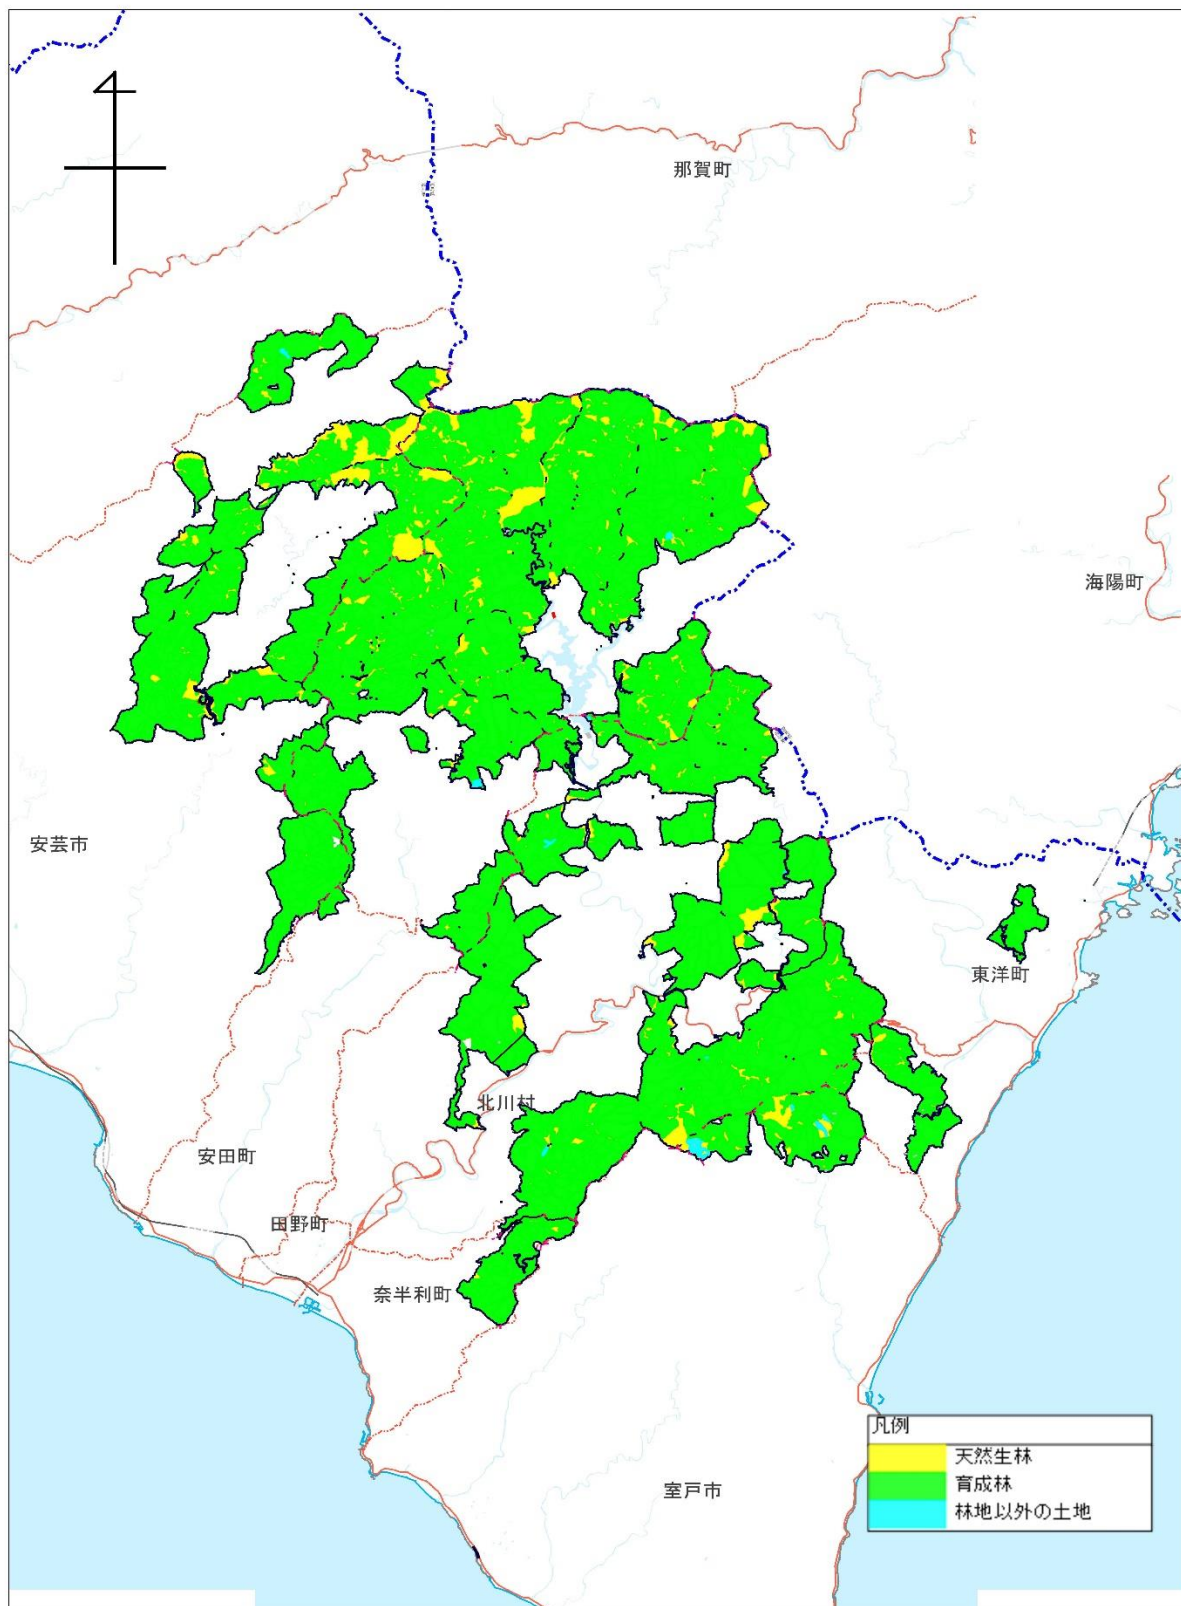 那賀町
海陽町
安芸市
東洋町
北川村
安田町
田野町
奈半利町
凡例
天然生林
育成林
林地以外の土地
室戸市